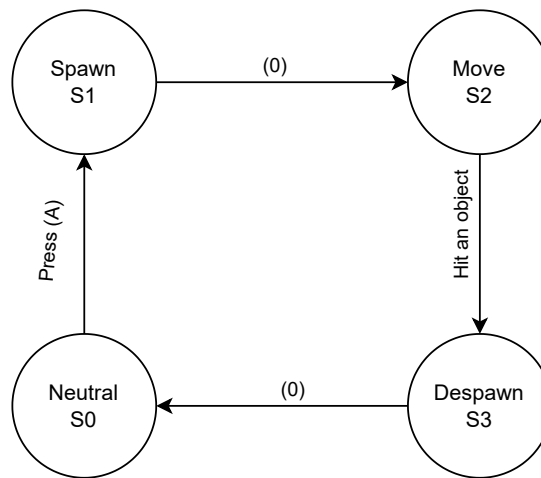 Spawn
S1
(0)
Move
S2
Press (A)
Hit an object
Neutral
S0
(0)
Despawn
S3